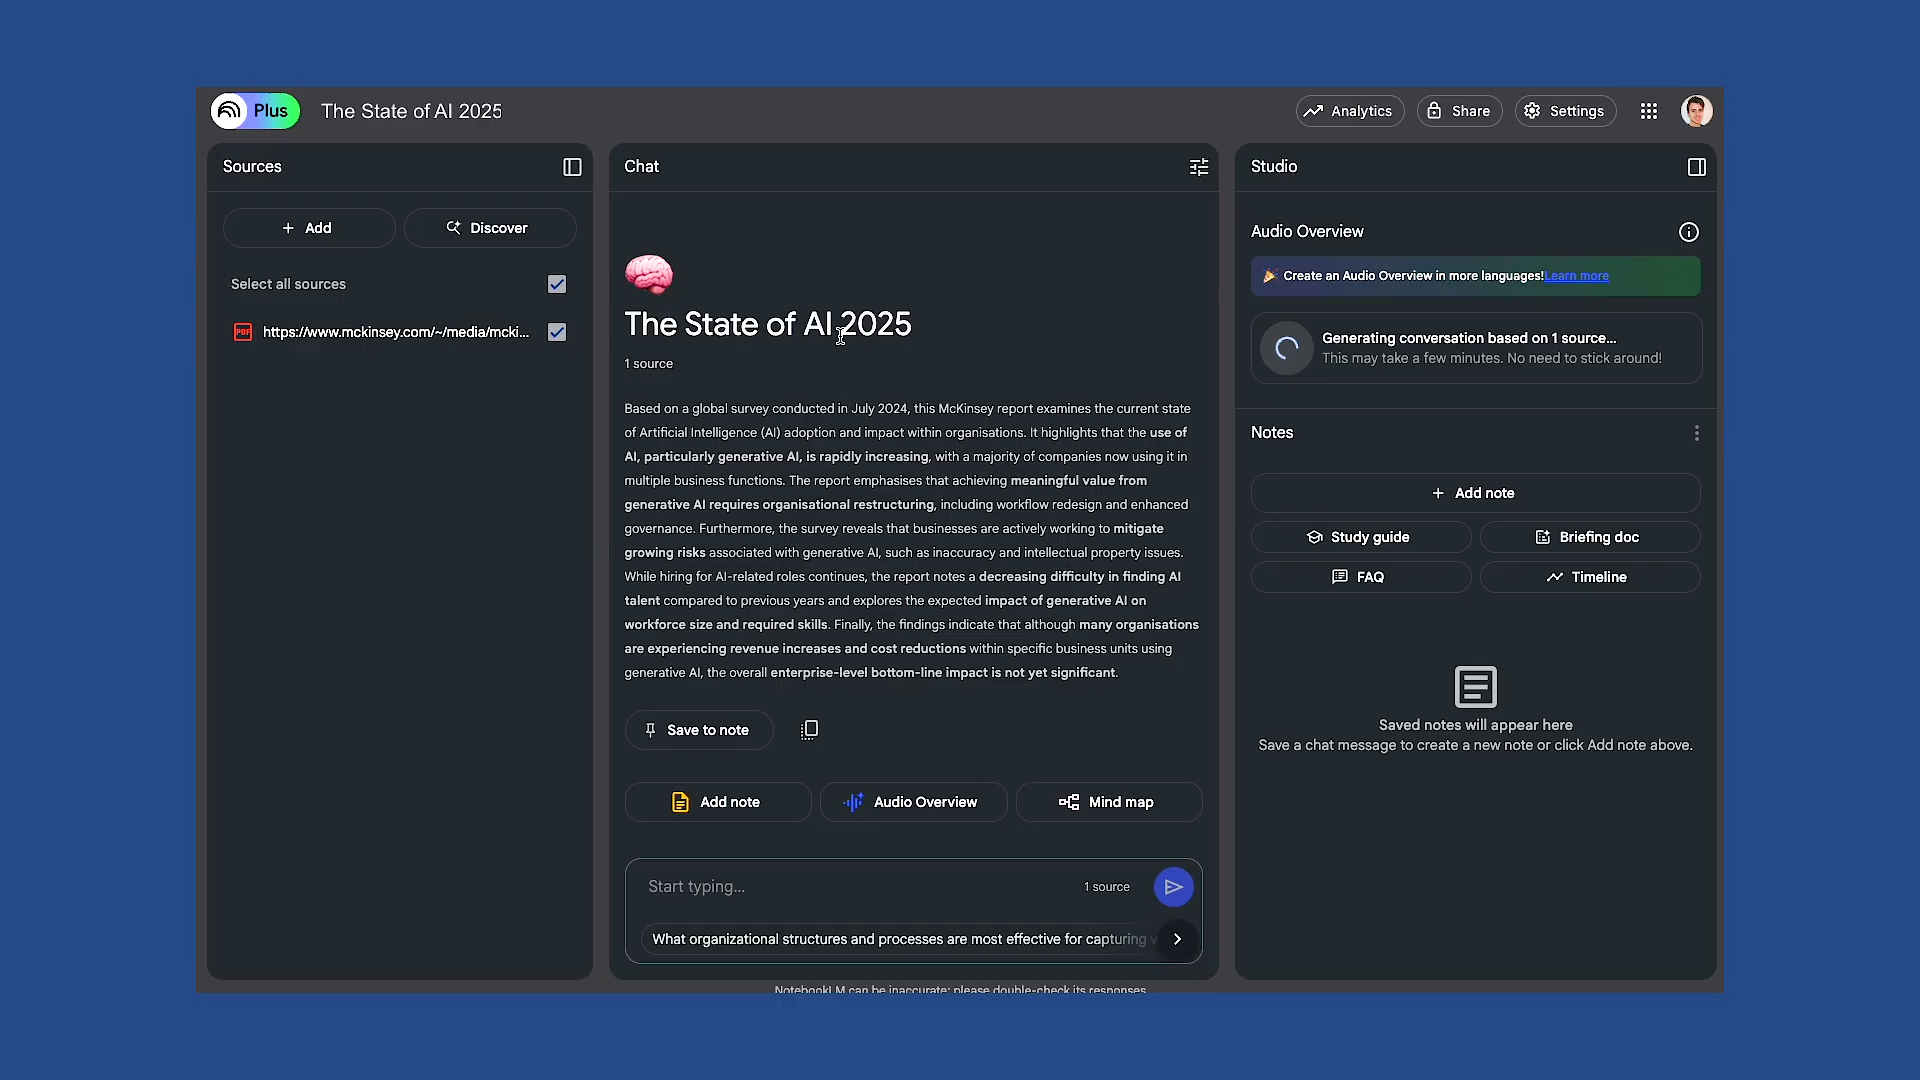 Plus
The State of AI 2025
Analytics
Share
Settings
Sources
+ Add
Discover
Select all sources
PDF
https://www.mckinsey.com/~/media/mcki...
Chat
The State of AI 2025
1 source
Based on a global survey conducted in July 2024, this McKinsey report examines the current state
of Artificial Intelligence (AI) adoption and impact within organisations. It highlights that the use of
AI, particularly generative AI, is rapidly increasing, with a majority of companies now using it in
multiple business functions. The report emphasises that achieving meaningful value from
generative AI requires organisational restructuring, including workflow redesign and enhanced
governance. Furthermore, the survey reveals that businesses are actively working to mitigate
growing risks associated with generative AI, such as inaccuracy and intellectual property issues.
While hiring for AI-related roles continues, the report notes a decreasing difficulty in finding AI
talent compared to previous years and explores the expected impact of generative AI on
workforce size and required skills. Finally, the findings indicate that although many organisations
are experiencing revenue increases and cost reductions within specific business units using
generative AI, the overall enterprise-level bottom-line impact is not yet significant.
Save to note
Add note
Audio Overview
Mind map
Start typing...
1 source
What organizational structures and processes are most effective for capturing v
NotebookLM can be inaccurate; please double-check its responses.
Studio
Audio Overview
Create an Audio Overview in more languages! Learn more
Generating conversation based on 1 source...
This may take a few minutes. No need to stick around!
Notes
+ Add note
Study guide
Briefing doc
FAQ
Timeline
Saved notes will appear here
Save a chat message to create a new note or click Add note above.